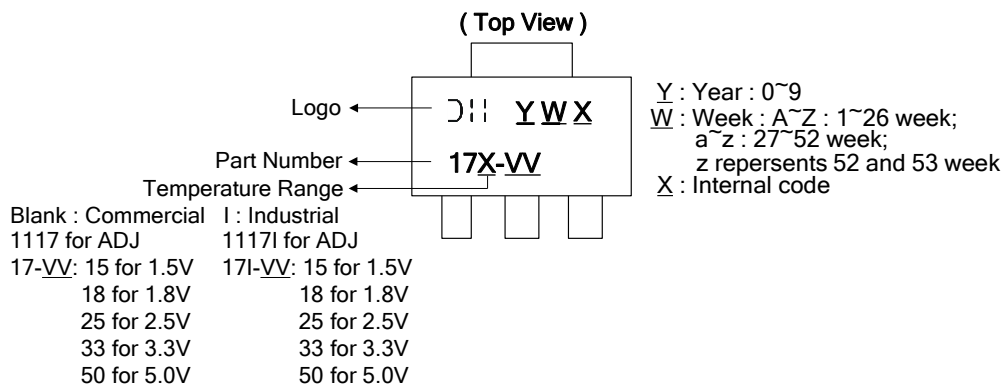 ( Top View )
Logo
Y W X
Part Number
17X-VV
Temperature Range
Y : Year : 0~9
W : Week : A~Z : 1~26 week;
a~z : 27~52 week;
z repersents 52 and 53 week
X : Internal code
Blank : Commercial I : Industrial
1117 for ADJ 1117I for ADJ
17-VV: 15 for 1.5V 17I-VV: 15 for 1.5V
18 for 1.8V 18 for 1.8V
25 for 2.5V 25 for 2.5V
33 for 3.3V 33 for 3.3V
50 for 5.0V 50 for 5.0V